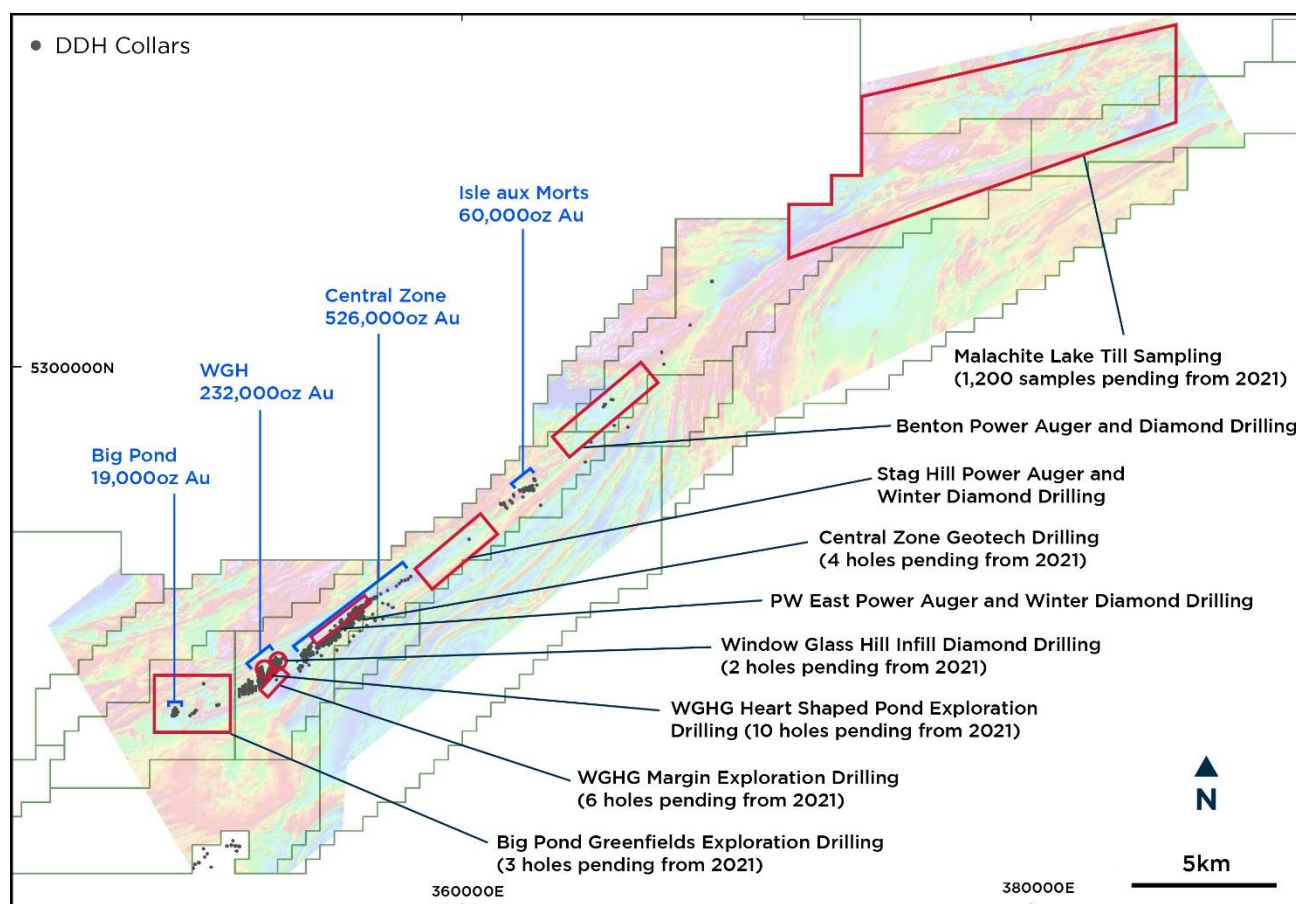 DDH Collars
Isle aux Morts
60,000oz Au
Central Zone
526,000oz Au
5300000N
WGH
232,000oz Au
Big Pond
19,000oz Au
Malachite Lake Till Sampling
(1,200 samples pending from 2021)
Benton Power Auger and Diamond Drilling
Stag Hill Power Auger and
Winter Diamond Drilling
Central Zone Geotech Drilling
(4 holes pending from 2021)
PW East Power Auger and Winter Diamond Drilling
Window Glass Hill Infill Diamond Drilling
(2 holes pending from 2021)
WGHG Heart Shaped Pond Exploration
Drilling (10 holes pending from 2021)
WGHG Margin Exploration Drilling
(6 holes pending from 2021)
Big Pond Greenfields Exploration Drilling
(3 holes pending from 2021)
N
5km
360000E
380000E